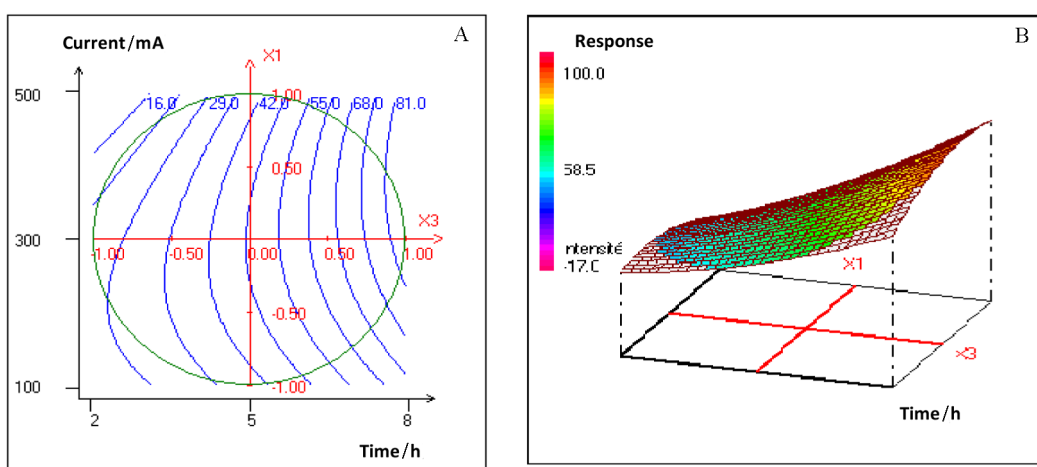 Current/mA
A
X1
500
16.0 29.0 42.0 55.0 68.0 81.0
1.00
0.50
X3
300
-1.00 -0.50 0.00 0.50 1.00
-0.50
100
-1.00
2 5 8
Time/h
Response
B
100.0
58.5
ntensité
-17.0
X1
X3
Time/h